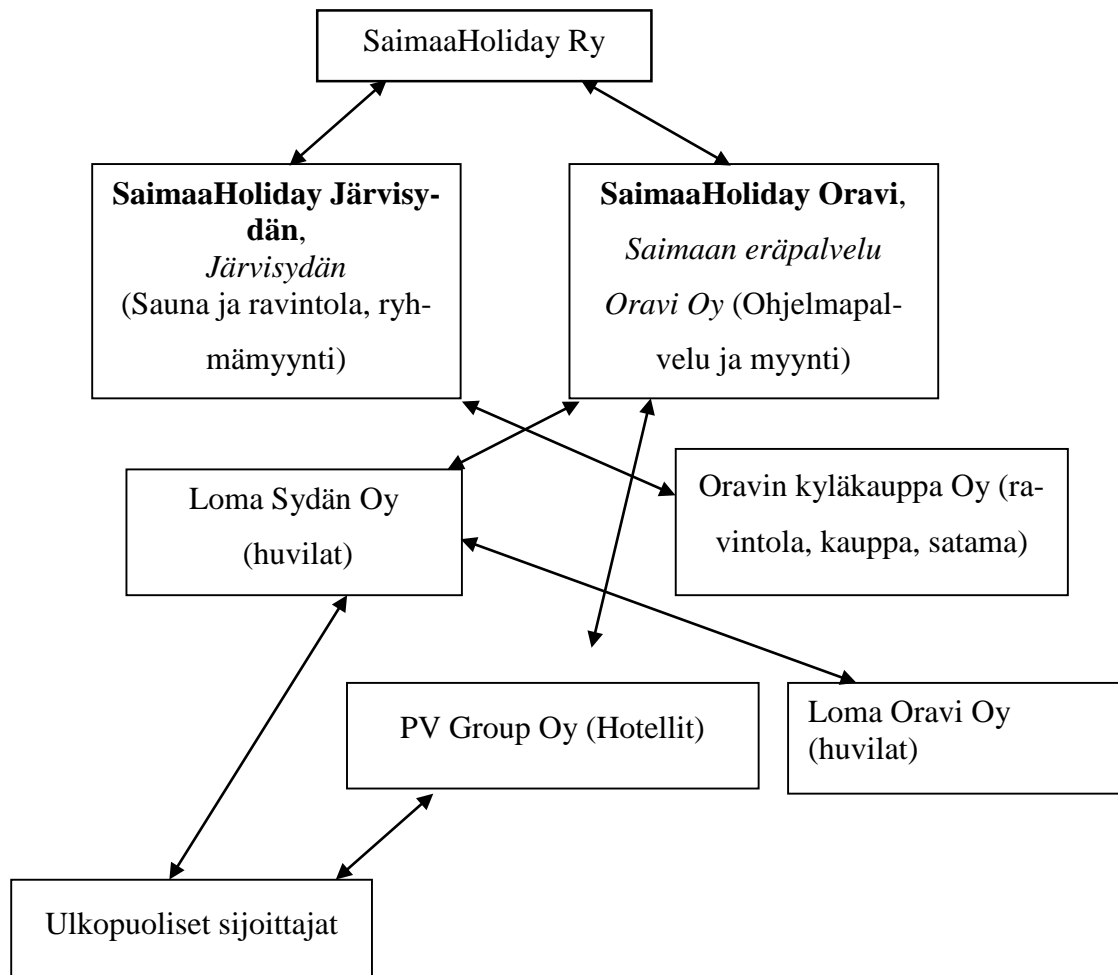 SaimaaHoliday Ry
SaimaaHoliday Järvisy-
dän,
Järvisydän
(Sauna ja ravintola, ryh-
mämyynti)
SaimaaHoliday Oravi,
Saimaan eräpalvelu
Oravi Oy (Ohjelmapal-
velu ja myynti)
Loma Sydän Oy
(huvilat)
Oravin kyläkauppa Oy (ra-
vintola, kauppa, satama)
PV Group Oy (Hotellit)
Loma Oravi Oy
(huvilat)
Ulkopuoliset sijoittajat